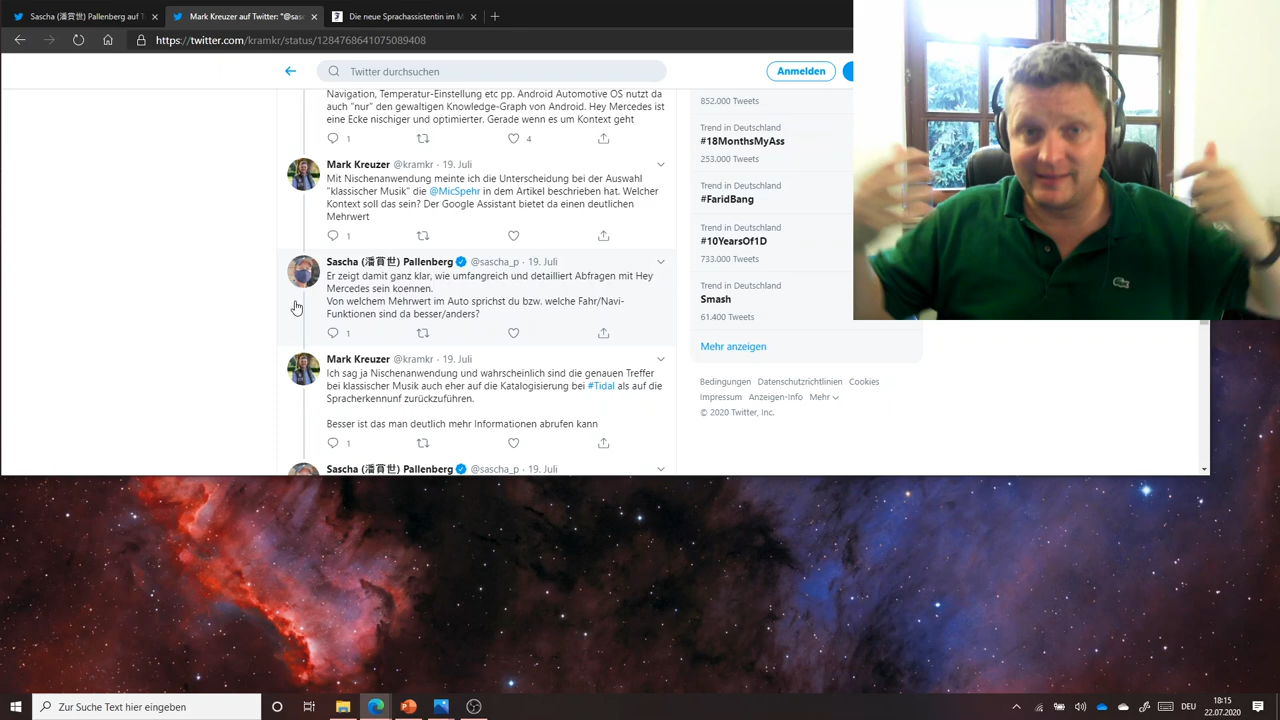 Sascha (潘賞世) Pallenberg auf T
Mark Kreuzer auf Twitter: "@sasc
Die neue Sprachassistentin im M
https://twitter.com/kramkr/status/1284768641075089408
Twitter durchsuchen
Anmelden
Navigation, Temperatur-Einstellung etc pp. Android Automotive OS nutzt da
auch "nur" den gewaltigen Knowledge-Graph von Android. Hey Mercedes ist
eine Ecke nischiger und optimierter. Gerade wenn es um Kontext geht
1
4
Mark Kreuzer @kramkr · 19. Juli
Mit Nischenanwendung meinte ich die Unterscheidung bei der Auswahl
"klassischer Musik" die @MicSpehr in dem Artikel beschrieben hat. Welcher
Kontext soll das sein? Der Google Assistant bietet da einen deutlichen
Mehrwert
1
Sascha (潘賞世) Pallenberg @sascha_p · 19. Juli
Er zeigt damit ganz klar, wie umfangreich und detailliert Abfragen mit Hey
Mercedes sein koennen.
Von welchem Mehrwert im Auto sprichst du bzw. welche Fahr/Navi-
Funktionen sind da besser/anders?
1
Mark Kreuzer @kramkr · 19. Juli
Ich sag ja Nischenanwendung und wahrscheinlich sind die genauen Treffer
bei klassischer Musik auch eher auf die Katalogisierung bei #Tidal als auf die
Spracherkennunf zurückzuführen.
Besser ist das man deutlich mehr Informationen abrufen kann
1
Sascha (潘賞世) Pallenberg @sascha_p · 19. Juli
852.000 Tweets
Trend in Deutschland
#18MonthsMyAss
253.000 Tweets
Trend in Deutschland
#FaridBang
Trend in Deutschland
#10YearsOf1D
733.000 Tweets
Trend in Deutschland
Smash
61.400 Tweets
Mehr anzeigen
Bedingungen Datenschutzrichtlinien Cookies
Impressum Anzeigen-Info Mehr
© 2020 Twitter, Inc.
Zur Suche Text hier eingeben
DEU
18:15
22.07.2020